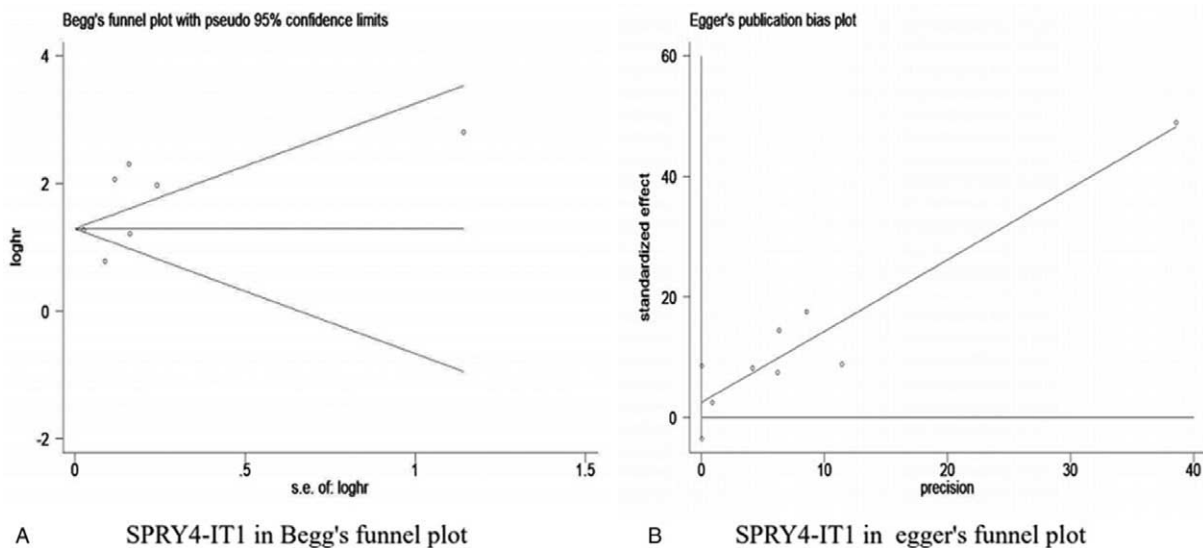 Begg's funnel plot with pseudo 95% confidence limits
4
2
0
-2
loghr
0
.5
1
1.5
s.e. of: loghr
A SPRY4-IT1 in Begg's funnel plot
Egger's publication bias plot
60
40
20
0
standardized effect
0
10
20
30
40
precision
B SPRY4-IT1 in egger's funnel plot